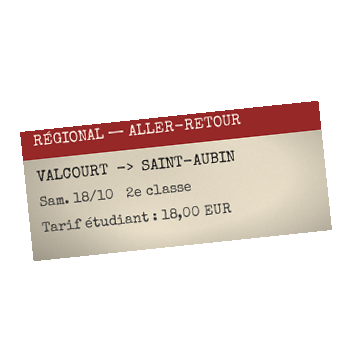 RÉGIONAL — ALLER-RETOUR
VALCOURT -> SAINT-AUBIN
Sam. 18/10 2e classe
Tarif étudiant : 18,00 EUR